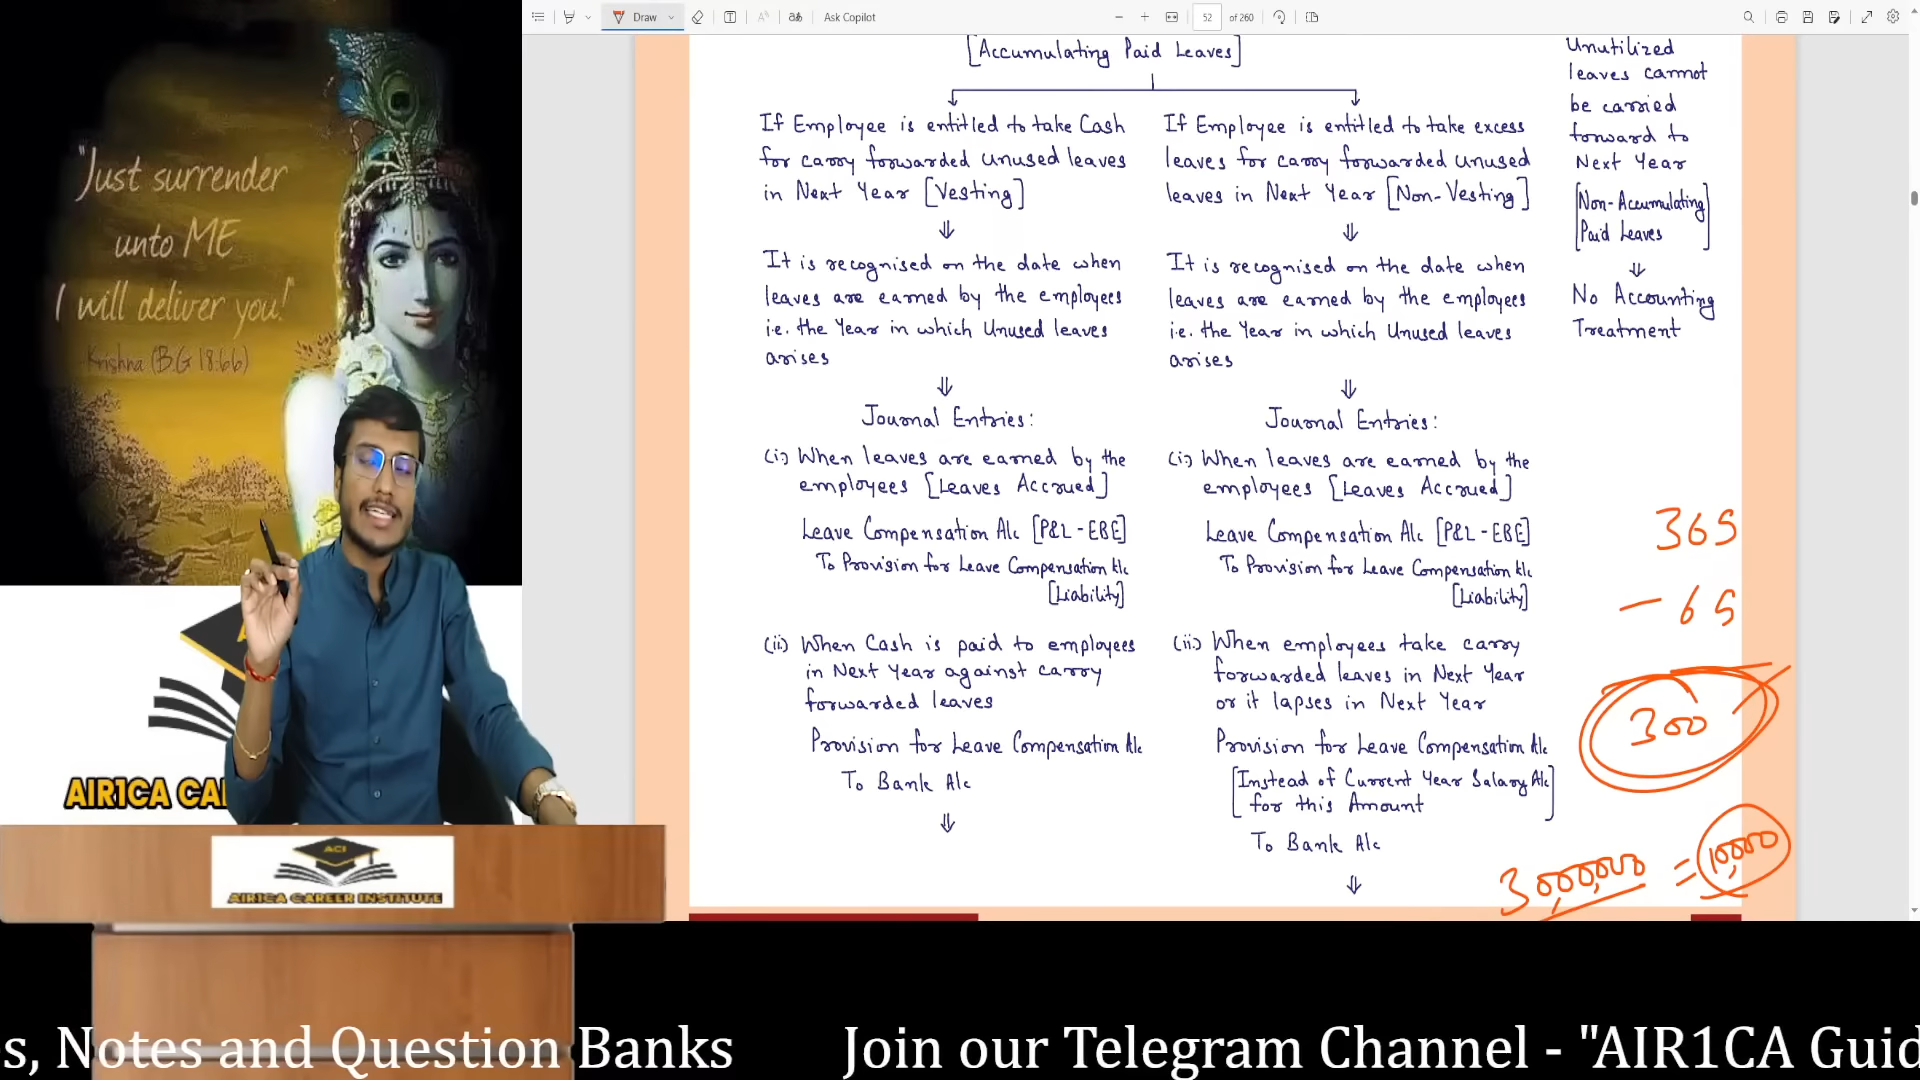 Draw
Ask Copilot
52
of 260
"Just surrender
unto ME
I will deliver you!"
Krishna (B.G 18:66)
[Accumulating Paid Leaves]
If Employee is entitled to take Cash
for carry forwarded unused leaves
in Next Year [Vesting]
It is recognised on the date when
leaves are earned by the employees
i.e. the Year in which Unused leaves
arises
Journal Entries:
(i) When leaves are earned by the
employees [Leaves Accrued]
Leave Compensation A/c [P&L - EBE]
To Provision for Leave Compensation A/c
[Liability]
(ii) When Cash is paid to employees
in Next Year against carry
forwarded leaves
Provision for Leave Compensation A/c
To Bank A/c
If Employee is entitled to take excess
leaves for carry forwarded unused
leaves in Next Year [Non-Vesting]
It is recognised on the date when
leaves are earned by the employees
i.e. the Year in which Unused leaves
arises
Journal Entries:
(i) When leaves are earned by the
employees [Leaves Accrued]
Leave Compensation A/c [P&L - EBE]
To Provision for Leave Compensation A/c
[Liability]
(ii) When employees take carry
forwarded leaves in Next Year
or it lapses in Next Year
Provision for Leave Compensation A/c
[Instead of Current Year Salary A/c
for this Amount]
To Bank A/c
Unutilized
leaves cannot
be carried
forward to
Next Year
[Non-Accumulating
Paid Leaves]
No Accounting
Treatment
365
- 65
300
= 10,000
AIR1CA CA
ACI
AIR1CA CAREER INSTITUTE
s, Notes and Question Banks
Join our Telegram Channel - "AIR1CA Guid